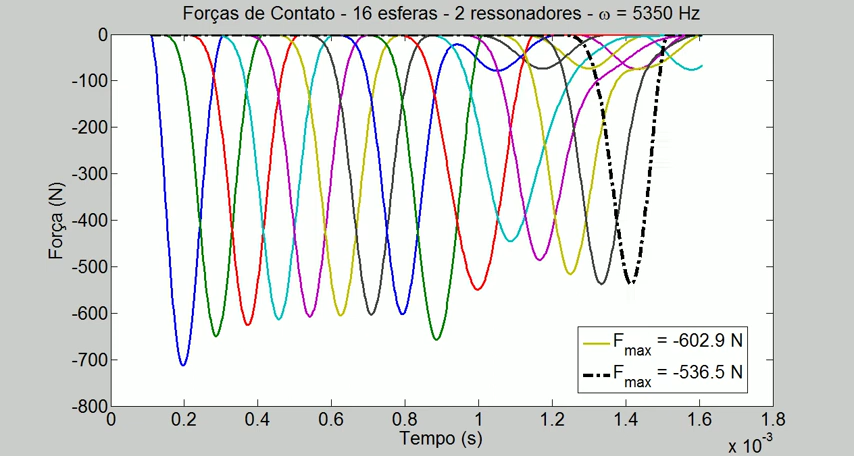 Forças de Contato - 16 esferas - 2 ressonadores - ω = 5350 Hz
0
-100
-200
-300
-400
-500
-600
-700
-800
Força (N)
F_max = -602.9 N
F_max = -536.5 N
0 0.2 0.4 0.6 0.8 1 1.2 1.4 1.6 1.8
Tempo (s)
x 10^-3